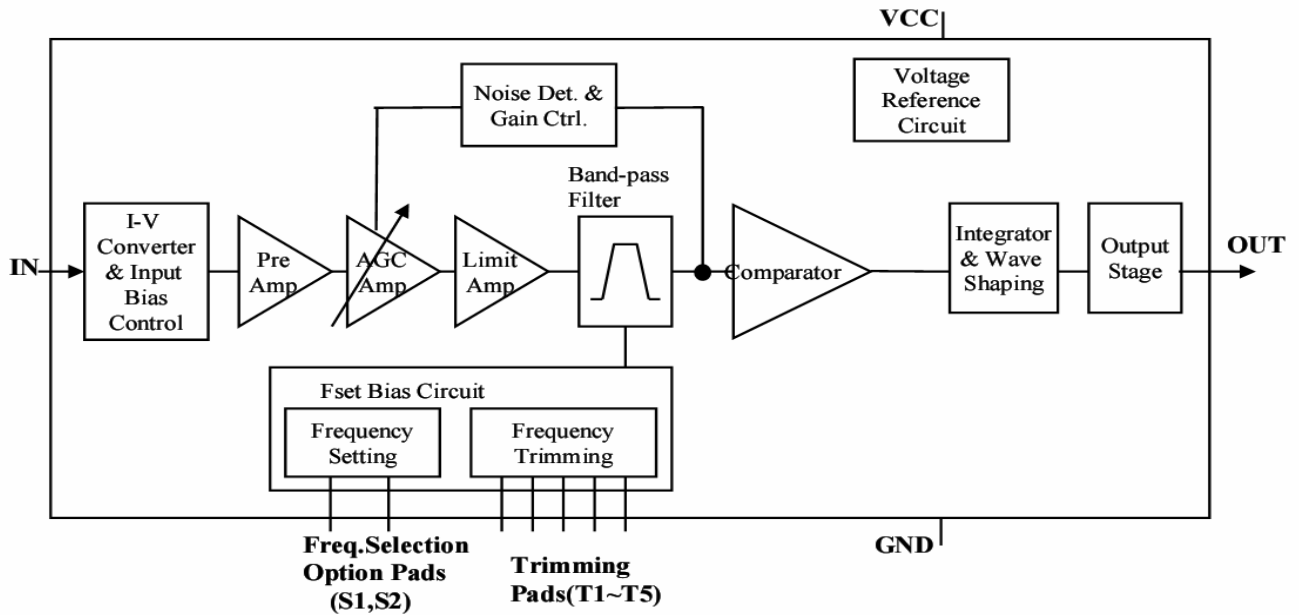 VCC
Noise Det. &
Gain Ctrl.
Voltage
Reference
Circuit
Band-pass
Filter
IN
I-V
Converter
& Input
Bias
Control
Pre
Amp
AGC
Amp
Limit
Amp
Comparator
Integrator
& Wave
Shaping
Output
Stage
OUT
Fset Bias Circuit
Frequency
Setting
Frequency
Trimming
Freq.Selection
Option Pads
(S1,S2)
Trimming
Pads(T1~T5)
GND